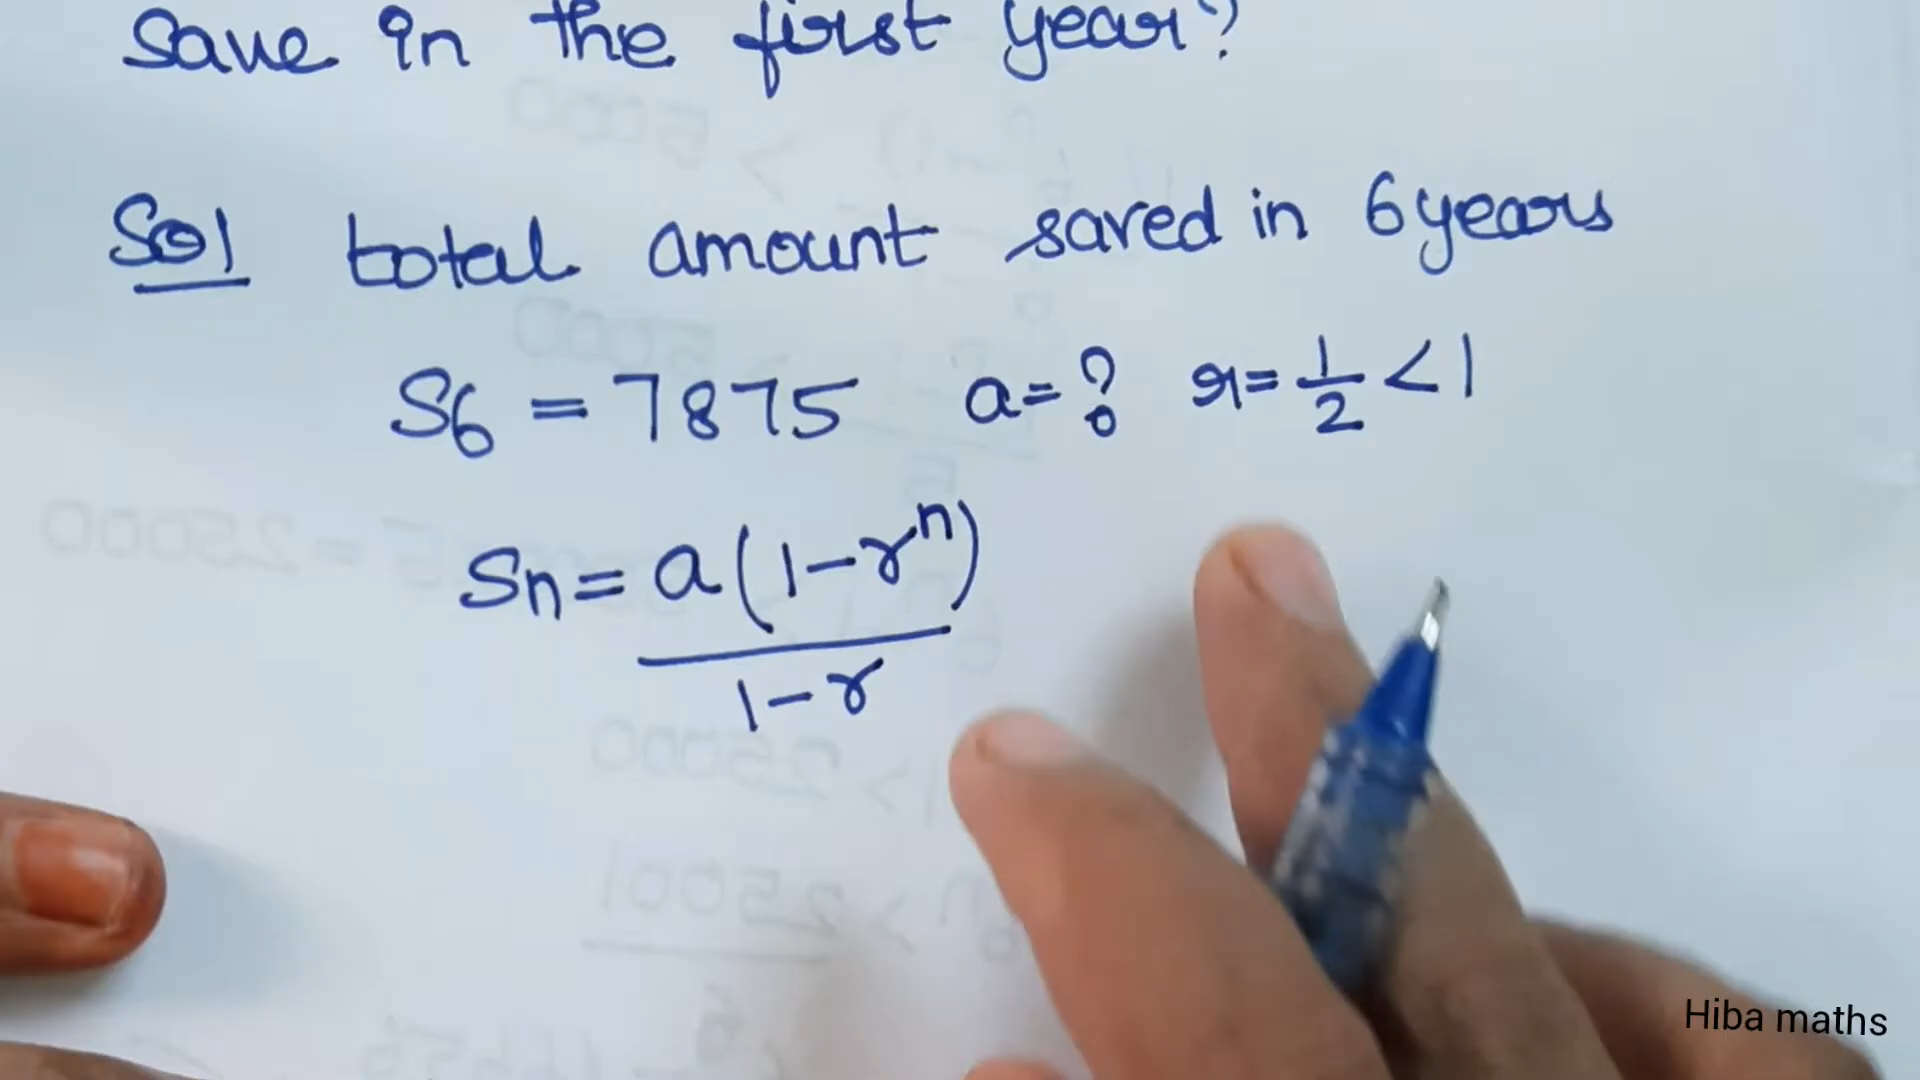 save in the first year?
Sol total amount saved in 6 years
S6 = 7875 a = ? r = 1/2 < 1
Sn = a(1-r^n)
1-r
Hiba maths